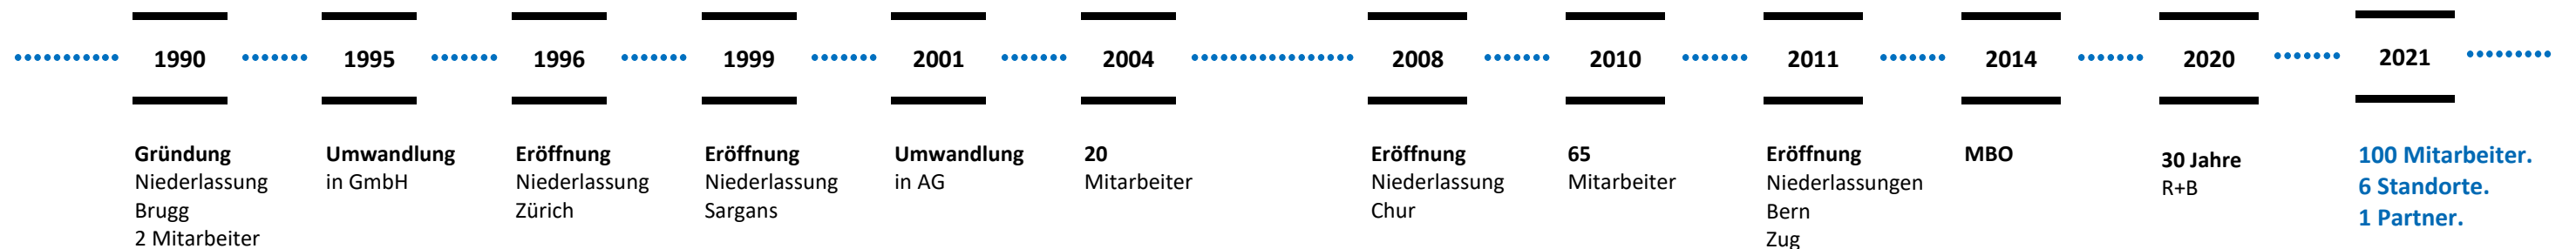 1990
1995
1996
1999
2001
2004
2008
2010
2011
2014
2020
2021
Gründung
Niederlassung
Brugg
2 Mitarbeiter
Umwandlung
in GmbH
Eröffnung
Niederlassung
Zürich
Eröffnung
Niederlassung
Sargans
Umwandlung
in AG
20
Mitarbeiter
Eröffnung
Niederlassung
Chur
65
Mitarbeiter
Eröffnung
Niederlassungen
Bern
Zug
MBO
30 Jahre
R+B
100 Mitarbeiter.
6 Standorte.
1 Partner.